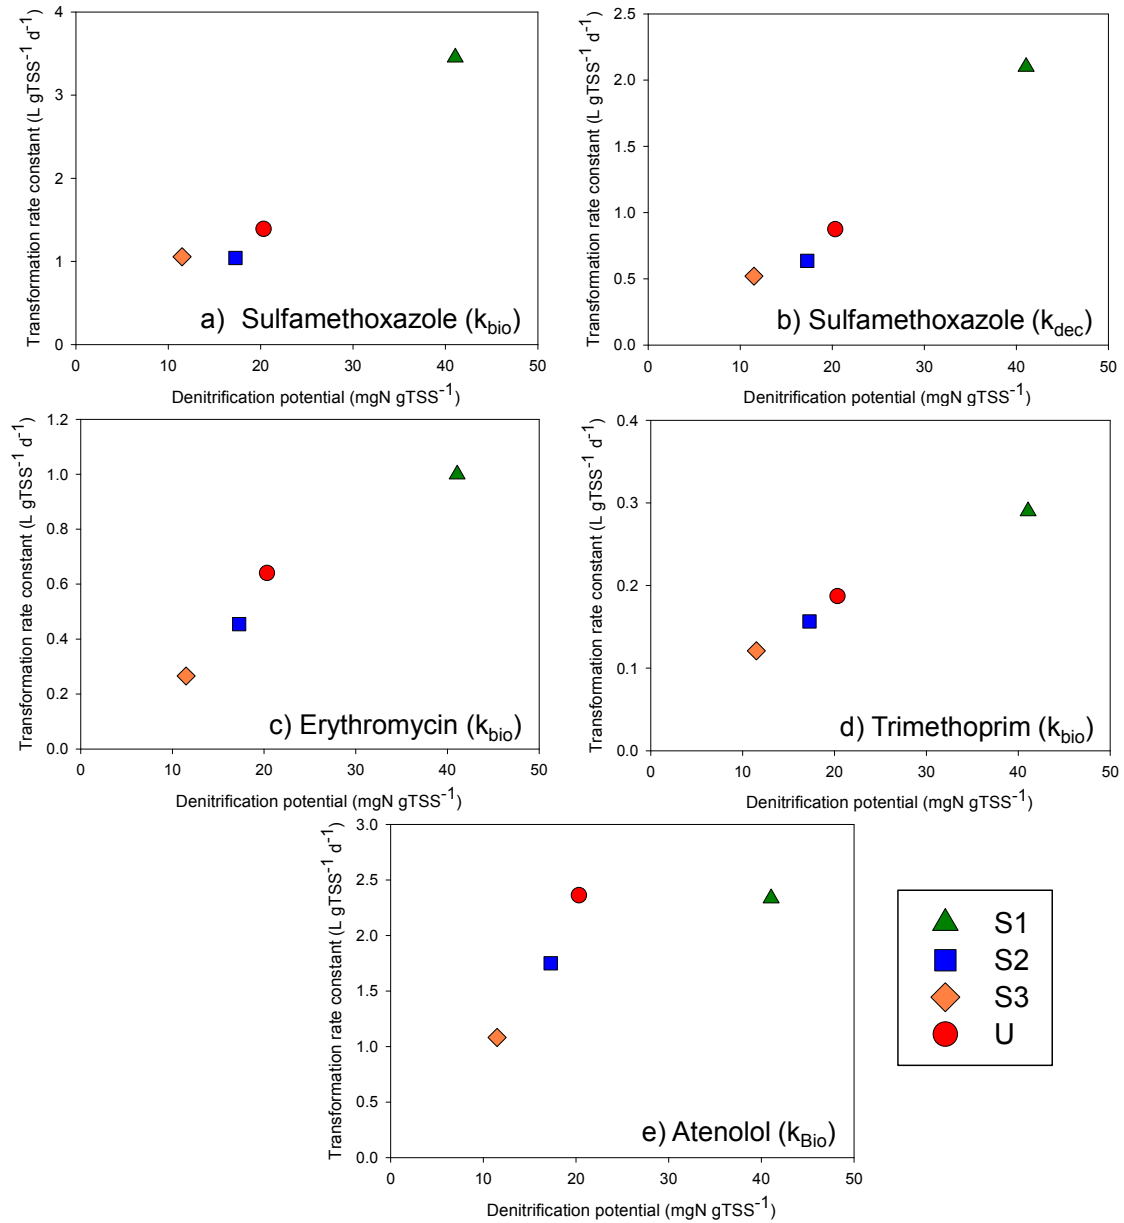 Transformation rate constant (L gTSS⁻¹ d⁻¹)
4
3
2
1
0
a) Sulfamethoxazole (k_bio)
0 10 20 30 40 50
Denitrification potential (mgN gTSS⁻¹)
Transformation rate constant (L gTSS⁻¹ d⁻¹)
2.5
2.0
1.5
1.0
0.5
0.0
b) Sulfamethoxazole (k_dec)
0 10 20 30 40 50
Denitrification potential (mgN gTSS⁻¹)
Transformation rate constant (L gTSS⁻¹ d⁻¹)
1.2
1.0
0.8
0.6
0.4
0.2
0.0
c) Erythromycin (k_bio)
0 10 20 30 40 50
Denitrification potential (mgN gTSS⁻¹)
Transformation rate constant (L gTSS⁻¹ d⁻¹)
0.4
0.3
0.2
0.1
0.0
d) Trimethoprim (k_bio)
0 10 20 30 40 50
Denitrification potential (mgN gTSS⁻¹)
Transformation rate constant (L gTSS⁻¹ d⁻¹)
3.0
2.5
2.0
1.5
1.0
0.5
0.0
e) Atenolol (k_Bio)
0 10 20 30 40 50
Denitrification potential (mgN gTSS⁻¹)
S1
S2
S3
U